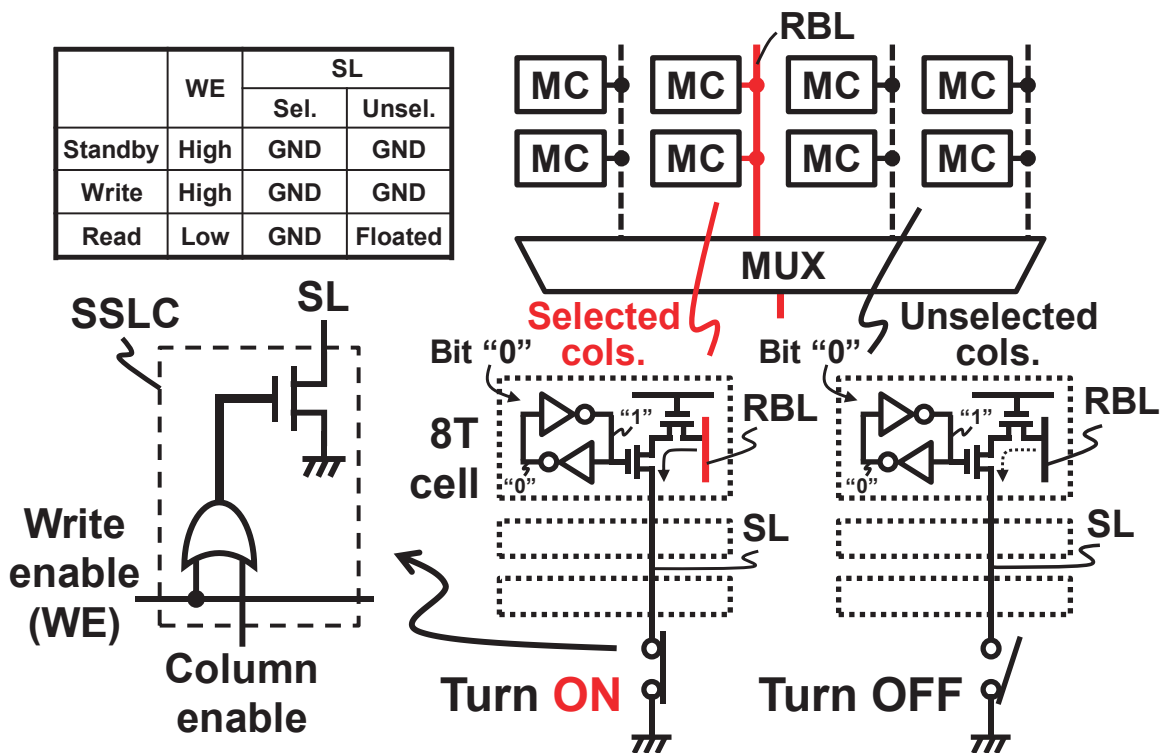 WE
SL
Sel.
Unsel.
Standby High GND GND
Write High GND GND
Read Low GND Floated
RBL
MC MC MC MC
MC MC MC MC
MUX
Selected
cols.
Unselected
cols.
SSLC
SL
Write
enable
(WE)
Column
enable
Bit “0”
“1”
“0”
8T
cell
RBL
SL
Turn ON
Bit “0”
“1”
“0”
RBL
SL
Turn OFF